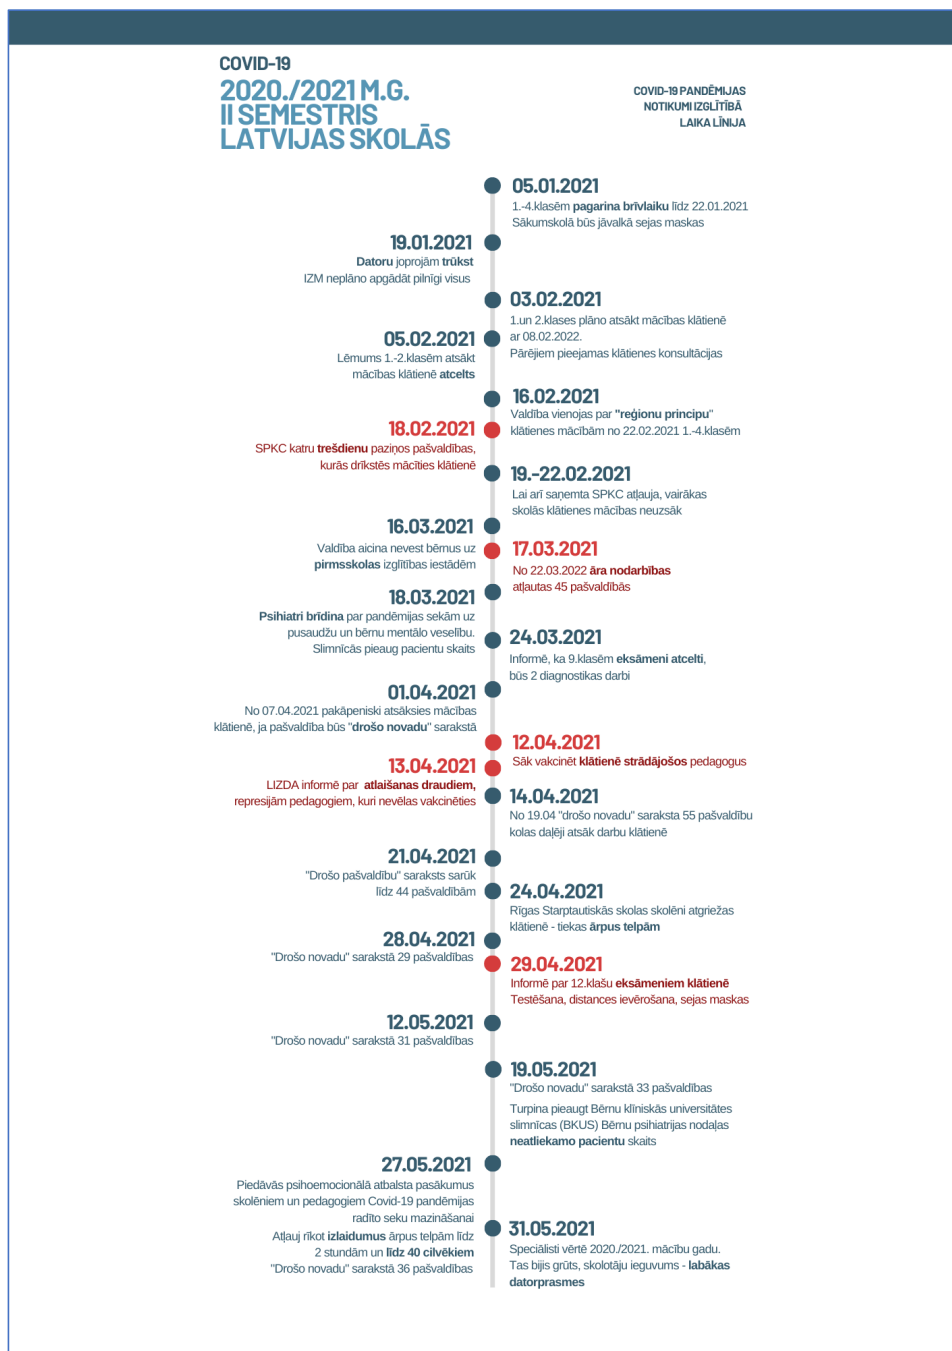 COVID-19
2020./2021 M.G.
II SEMESTRIS
LATVIJAS SKOLĀS
COVID-19 PANDĒMIJAS
NOTIKUMI IZGLĪTĪBĀ
LAIKA LĪNIJA
05.01.2021
1.-4.klasēm pagarina brīvlaiku līdz 22.01.2021
Sākumskolā būs jāvalkā sejas maskas
19.01.2021
Datoru joprojām trūkst
IZM neplāno apgādāt pilnīgi visus
03.02.2021
1.un 2.klases plāno atsākt mācības klātienē
ar 08.02.2022.
Pārējiem pieejamas klātienes konsultācijas
05.02.2021
Lēmums 1.-2.klasēm atsākt
mācības klātienē atcelts
16.02.2021
Valdība vienojas par "reģionu principu"
klātienes mācībām no 22.02.2021 1.-4.klasēm
18.02.2021
SPKC katru trešdienu paziņos pašvaldības,
kurās drīkstēs mācīties klātienē
19.-22.02.2021
Lai arī saņemta SPKC atļauja, vairākas
skolās klātienes mācības neuzsāk
16.03.2021
Valdība aicina nevest bērnus uz
pirmsskolas izglītības iestādēm
17.03.2021
No 22.03.2022 āra nodarbības
atļautas 45 pašvaldībās
18.03.2021
Psihiatri brīdina par pandēmijas sekām uz
pusaudžu un bērnu mentālo veselību.
Slimnīcās pieaug pacientu skaits
24.03.2021
Informē, ka 9.klasēm eksāmeni atcelti,
būs 2 diagnostikas darbi
01.04.2021
No 07.04.2021 pakāpeniski atsāksies mācības
klātienē, ja pašvaldība būs "drošo novadu" sarakstā
12.04.2021
Sāk vakcinēt klātienē strādājošos pedagogus
13.04.2021
LIZDA informē par atlaišanas draudiem,
represijām pedagogiem, kuri nevēlas vakcinēties
14.04.2021
No 19.04 "drošo novadu" saraksta 55 pašvaldību
kolas daļēji atsāk darbu klātienē
21.04.2021
"Drošo pašvaldību" saraksts sarūk
līdz 44 pašvaldībām
24.04.2021
Rīgas Starptautiskās skolas skolēni atgriežas
klātienē - tiekas ārpus telpām
28.04.2021
"Drošo novadu" sarakstā 29 pašvaldības
29.04.2021
Informē par 12.klašu eksāmeniem klātienē
Testēšana, distances ievērošana, sejas maskas
12.05.2021
"Drošo novadu" sarakstā 31 pašvaldības
19.05.2021
"Drošo novadu" sarakstā 33 pašvaldības
Turpina pieaugt Bērnu klīniskās universitātes
slimnīcas (BKUS) Bērnu psihiatrijas nodaļas
neatliekamo pacientu skaits
27.05.2021
Piedāvās psihoemocionālā atbalsta pasākumus
skolēniem un pedagogiem Covid-19 pandēmijas
radīto seku mazināšanai
Atļauj rīkot izlaidumus ārpus telpām līdz
2 stundām un līdz 40 cilvēkiem
"Drošo novadu" sarakstā 36 pašvaldības
31.05.2021
Speciālisti vērtē 2020./2021. mācību gadu.
Tas bijis grūts, skolotāju ieguvums - labākas
datorprasmes